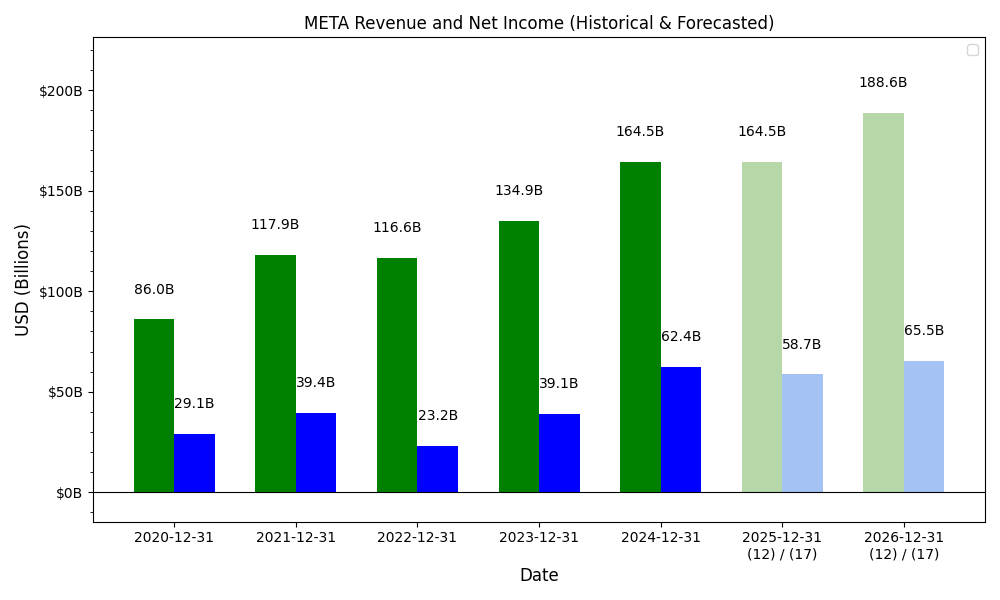 META Revenue and Net Income (Historical & Forecasted)
USD (Billions)
$200B
$150B
$100B
$50B
$0B
86.0B
29.1B
117.9B
39.4B
116.6B
23.2B
134.9B
39.1B
164.5B
62.4B
164.5B
58.7B
188.6B
65.5B
2020-12-31
2021-12-31
2022-12-31
2023-12-31
2024-12-31
2025-12-31
(12) / (17)
2026-12-31
(12) / (17)
Date